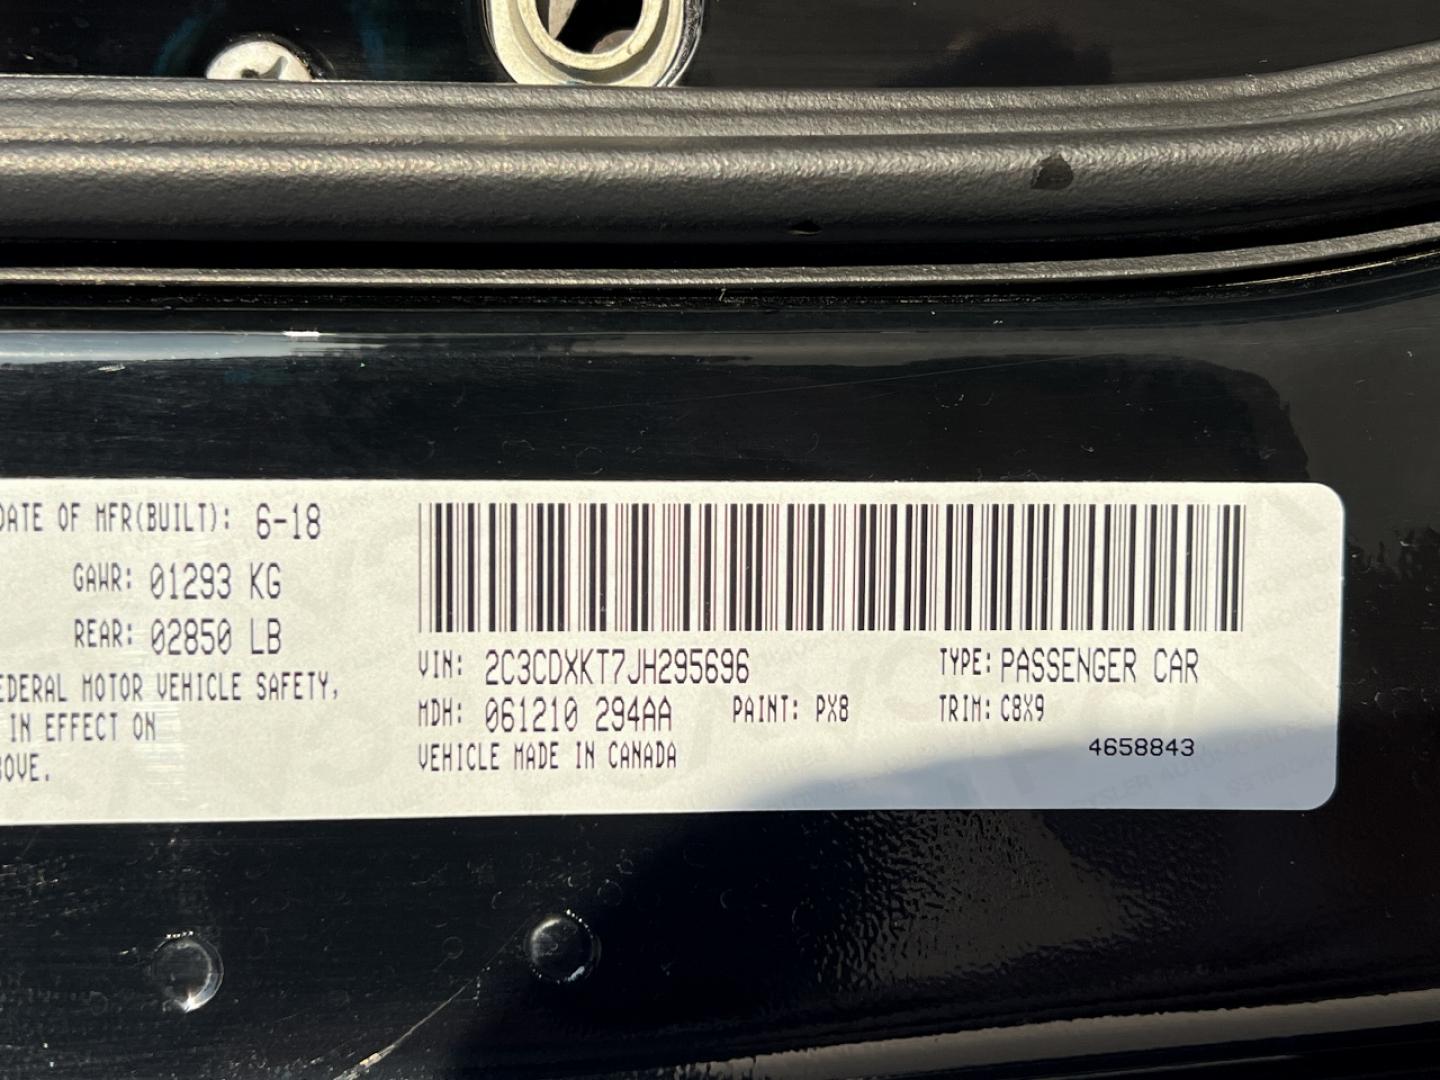 DATE OF MFR(BUILT): 6-18
GAWR: 01293 KG
REAR: 02850 LB
EDERAL MOTOR VEHICLE SAFETY,
IN EFFECT ON
BOVE.
VIN: 2C3CDXKT7JH295696 TYPE: PASSENGER CAR
MDH: 061210 294AA PAINT: PX8 TRIM: C8X9
VEHICLE MADE IN CANADA 4658843